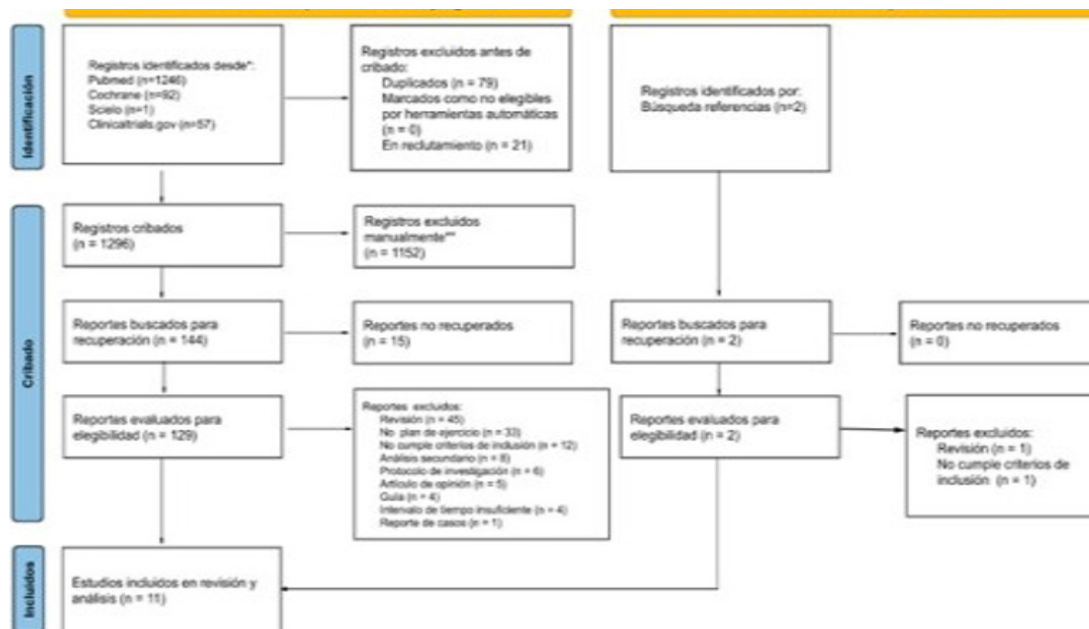 Identificación
Registros identificados desde*:
Pubmed (n=1246)
Cochrane (n=92)
Scielo (n=1)
Clinicaltrials.gov (n=57)
Registros excluidos antes de
cribado:
Duplicados (n = 79)
Marcados como no elegibles
por herramientas automáticas
(n = 0)
En reclutamiento (n = 21)
Registros identificados por:
Búsqueda referencias (n=2)
Cribado
Registros cribados
(n = 1296)
Registros excluidos
manualmente**
(n = 1152)
Reportes buscados para
recuperación (n = 144)
Reportes no recuperados
(n = 15)
Reportes buscados para
recuperación (n = 2)
Reportes no recuperados
(n = 0)
Reportes evaluados para
elegibilidad (n = 129)
Reportes excluidos:
Revisión (n = 45)
No plan de ejercicio (n = 33)
No cumple criterios de inclusión (n = 12)
Análisis secundario (n = 8)
Protocolo de investigación (n = 6)
Artículo de opinión (n = 5)
Guía (n = 4)
Intervalo de tiempo insuficiente (n = 4)
Reporte de casos (n = 1)
Reportes evaluados para
elegibilidad (n = 2)
Reportes excluidos:
Revisión (n = 1)
No cumple criterios de
inclusión (n = 1)
Incluidos
Estudios incluidos en revisión y
análisis (n = 11)